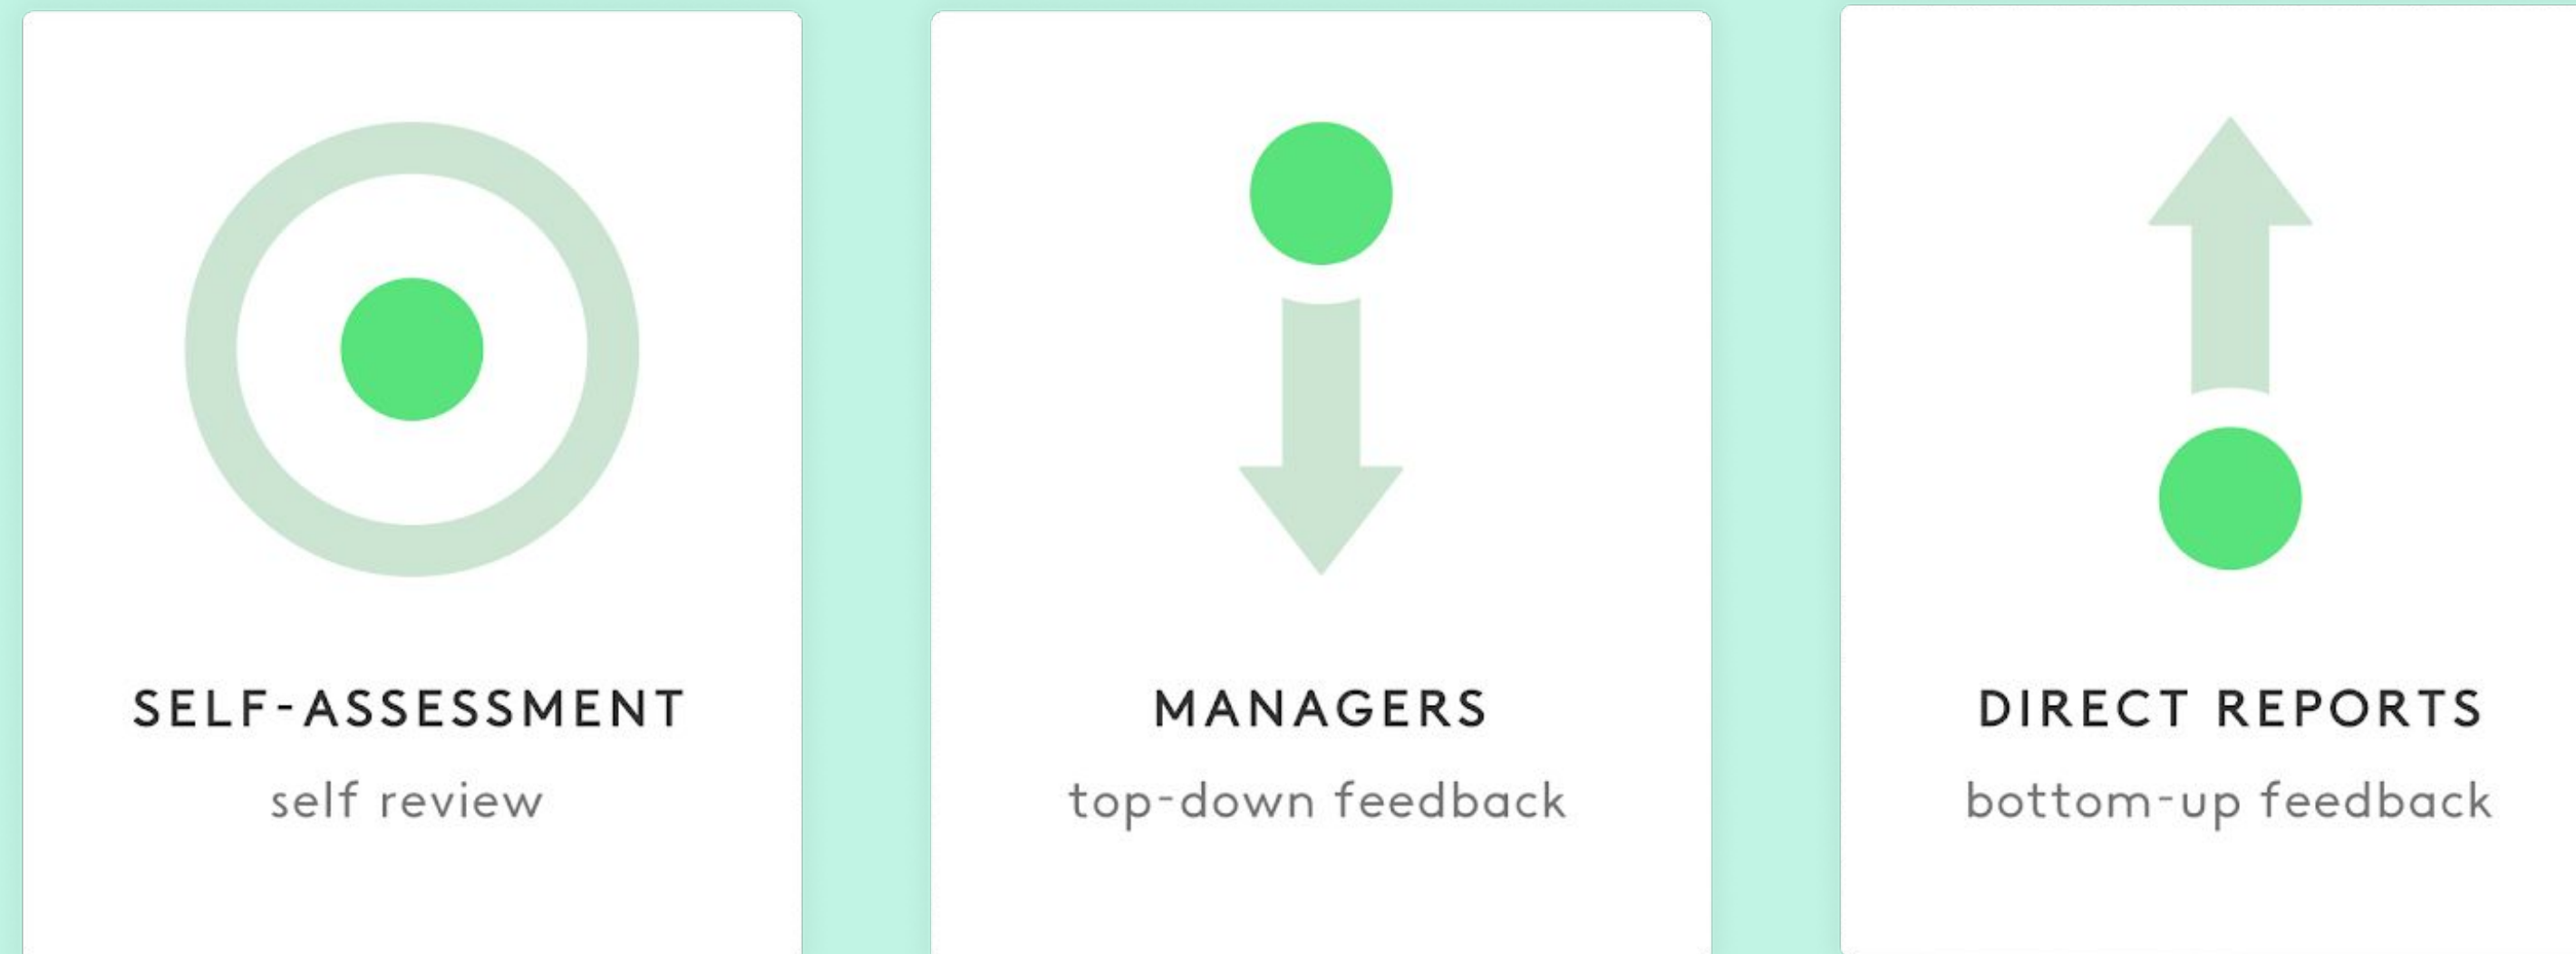 SELF-ASSESSMENT
self review
MANAGERS
top-down feedback
DIRECT REPORTS
bottom-up feedback